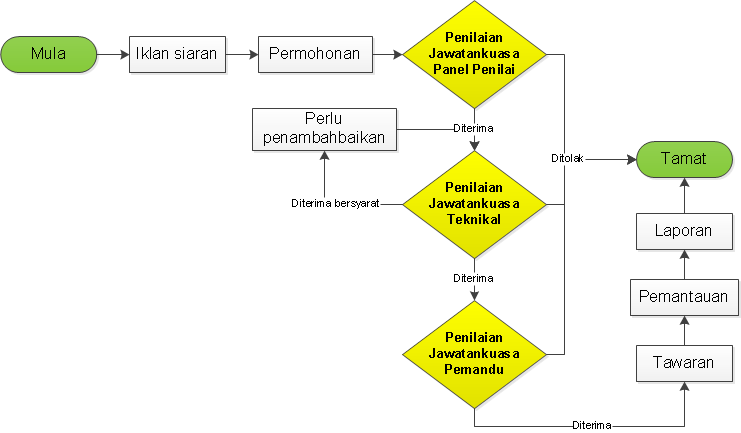 Mula
Iklan siaran
Permohonan
Penilaian
Jawatankuasa
Panel Penilai
Diterima
Perlu
penambahbaikan
Ditolak
Tamat
Penilaian
Jawatankuasa
Teknikal
Diterima bersyarat
Laporan
Diterima
Pemantauan
Penilaian
Jawatankuasa
Pemandu
Tawaran
Diterima